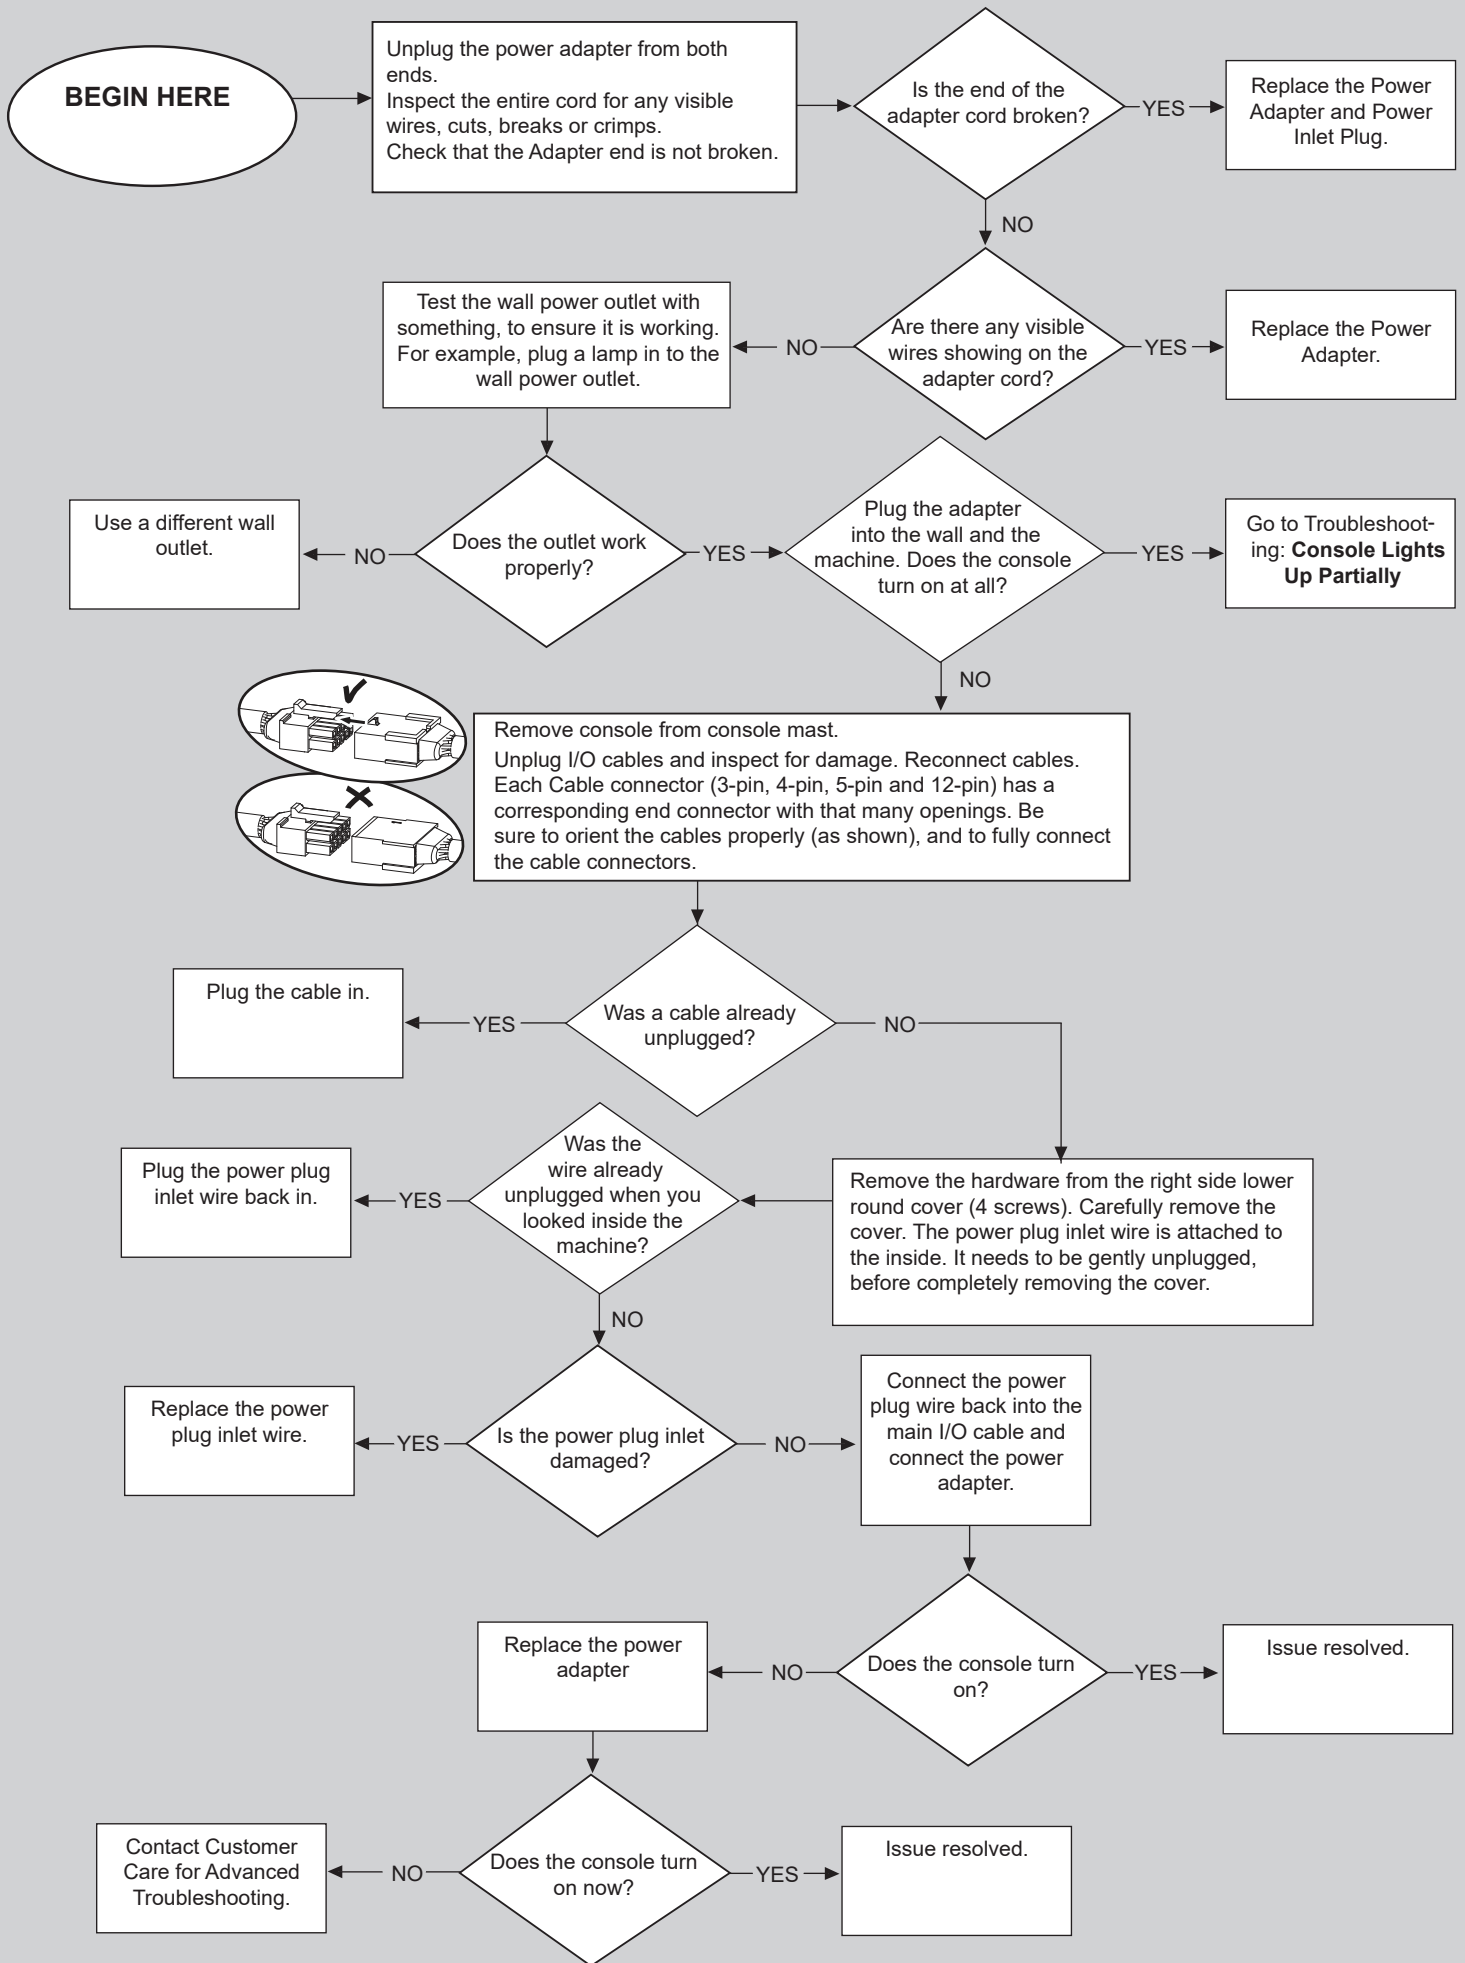 BEGIN HERE
Unplug the power adapter from both
ends.
Inspect the entire cord for any visible
wires, cuts, breaks or crimps.
Check that the Adapter end is not broken.
Is the end of the
adapter cord broken?
YES
Replace the Power
Adapter and Power
Inlet Plug.
NO
Are there any visible
wires showing on the
adapter cord?
YES
Replace the Power
Adapter.
NO
Test the wall power outlet with
something, to ensure it is working.
For example, plug a lamp in to the
wall power outlet.
Does the outlet work
properly?
NO
Use a different wall
outlet.
YES
Plug the adapter
into the wall and the
machine. Does the console
turn on at all?
YES
Go to Troubleshoot-
ing: Console Lights
Up Partially
NO
Remove console from console mast.
Unplug I/O cables and inspect for damage. Reconnect cables.
Each Cable connector (3-pin, 4-pin, 5-pin and 12-pin) has a
corresponding end connector with that many openings. Be
sure to orient the cables properly (as shown), and to fully connect
the cable connectors.
Was a cable already
unplugged?
YES
Plug the cable in.
NO
Remove the hardware from the right side lower
round cover (4 screws). Carefully remove the
cover. The power plug inlet wire is attached to
the inside. It needs to be gently unplugged,
before completely removing the cover.
Was the
wire already
unplugged when you
looked inside the
machine?
YES
Plug the power plug
inlet wire back in.
NO
Is the power plug inlet
damaged?
YES
Replace the power
plug inlet wire.
NO
Connect the power
plug wire back into the
main I/O cable and
connect the power
adapter.
Does the console turn
on?
YES
Issue resolved.
NO
Replace the power
adapter
Does the console turn
on now?
YES
Issue resolved.
NO
Contact Customer
Care for Advanced
Troubleshooting.